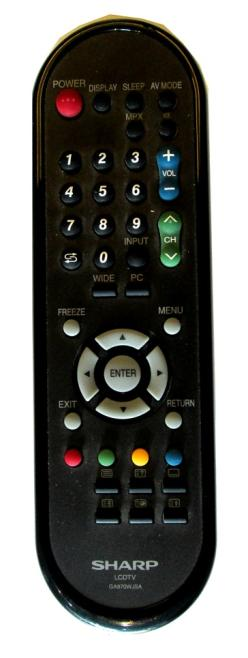 POWER DISPLAY SLEEP AV MODE
MPX
1 2 3 +
VOL
4 5 6 −
7 8 9
INPUT CH
0
WIDE PC
FREEZE MENU
ENTER
EXIT RETURN
SHARP
LCDTV
GA870WJSA